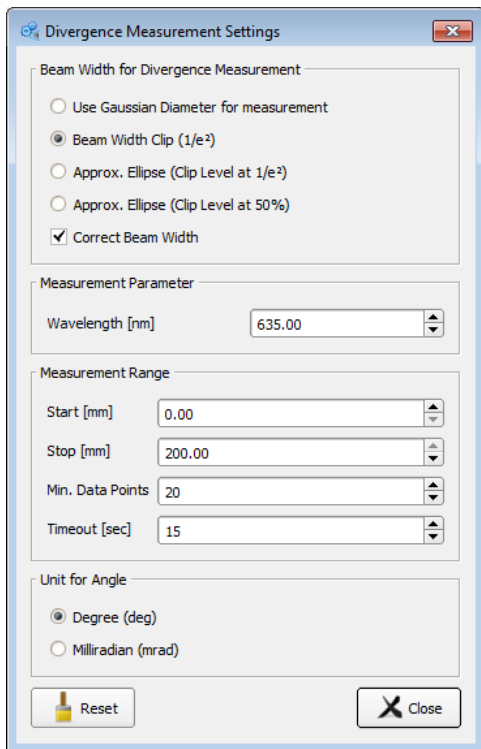 Divergence Measurement Settings
Beam Width for Divergence Measurement
Use Gaussian Diameter for measurement
Beam Width Clip (1/e²)
Approx. Ellipse (Clip Level at 1/e²)
Approx. Ellipse (Clip Level at 50%)
Correct Beam Width
Measurement Parameter
Wavelength [nm] 635.00
Measurement Range
Start [mm] 0.00
Stop [mm] 200.00
Min. Data Points 20
Timeout [sec] 15
Unit for Angle
Degree (deg)
Milliradian (mrad)
Reset Close